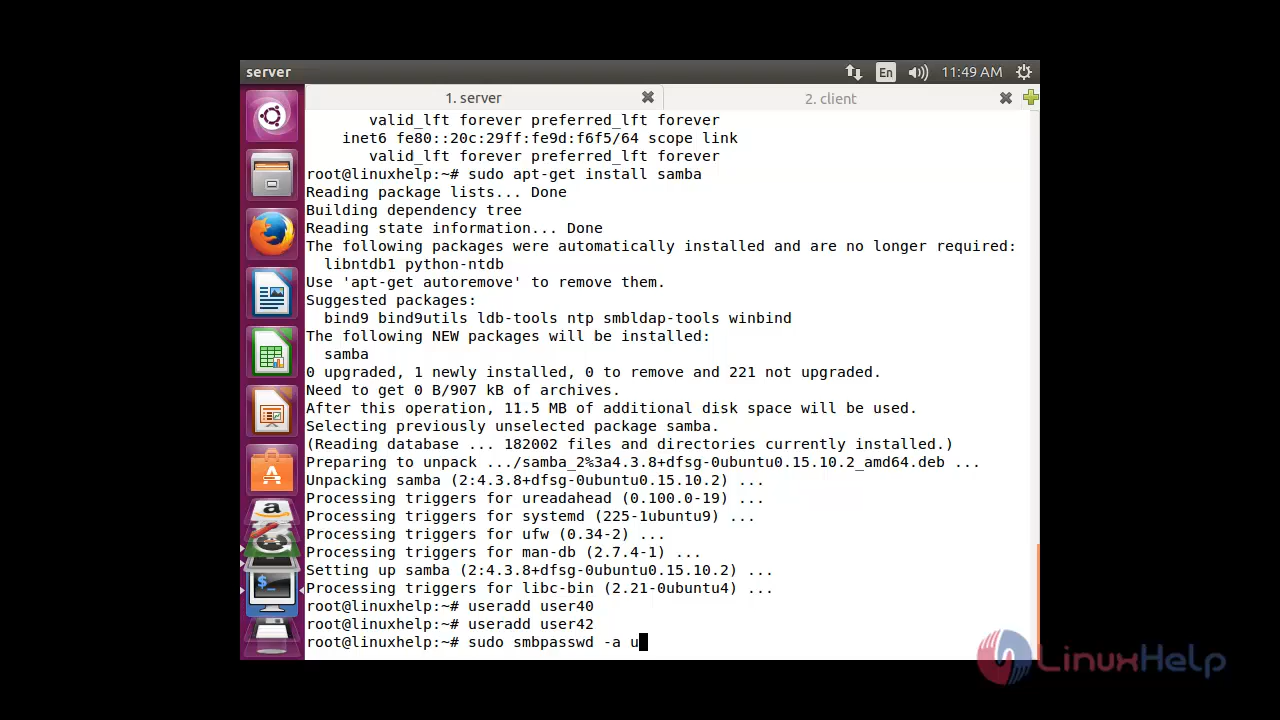 server
En
11:49 AM
1. server
2. client
valid_lft forever preferred_lft forever
inet6 fe80::20c:29ff:fe9d:f6f5/64 scope link
valid_lft forever preferred_lft forever
root@linuxhelp:~# sudo apt-get install samba
Reading package lists... Done
Building dependency tree
Reading state information... Done
The following packages were automatically installed and are no longer required:
libntdb1 python-ntdb
Use 'apt-get autoremove' to remove them.
Suggested packages:
bind9 bind9utils ldb-tools ntp smbldap-tools winbind
The following NEW packages will be installed:
samba
0 upgraded, 1 newly installed, 0 to remove and 221 not upgraded.
Need to get 0 B/907 kB of archives.
After this operation, 11.5 MB of additional disk space will be used.
Selecting previously unselected package samba.
(Reading database ... 182002 files and directories currently installed.)
Preparing to unpack .../samba_2%3a4.3.8+dfsg-0ubuntu0.15.10.2_amd64.deb ...
Unpacking samba (2:4.3.8+dfsg-0ubuntu0.15.10.2) ...
Processing triggers for ureadahead (0.100.0-19) ...
Processing triggers for systemd (225-1ubuntu9) ...
Processing triggers for ufw (0.34-2) ...
Processing triggers for man-db (2.7.4-1) ...
Setting up samba (2:4.3.8+dfsg-0ubuntu0.15.10.2) ...
Processing triggers for libc-bin (2.21-0ubuntu4) ...
root@linuxhelp:~# useradd user40
root@linuxhelp:~# useradd user42
root@linuxhelp:~# sudo smbpasswd -a u
LinuxHelp